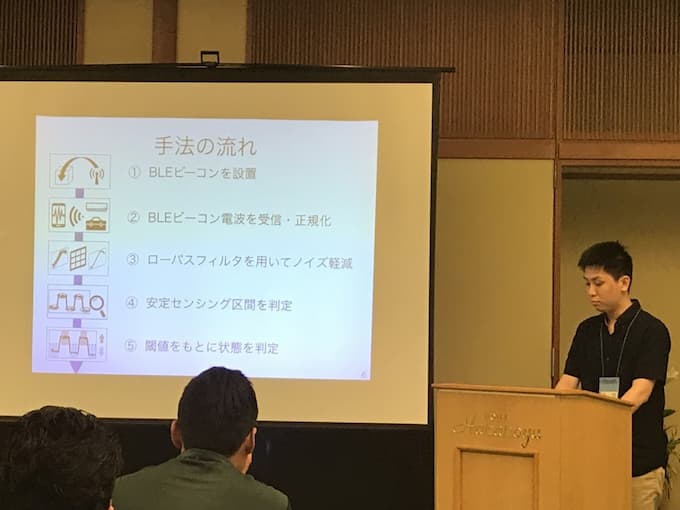 手法の流れ
① BLEビーコンを設置
② BLEビーコン電波を受信・正規化
③ ローパスフィルタを用いてノイズ軽減
④ 安定センシング区間を判定
⑤ 閾値をもとに状態を判定
6